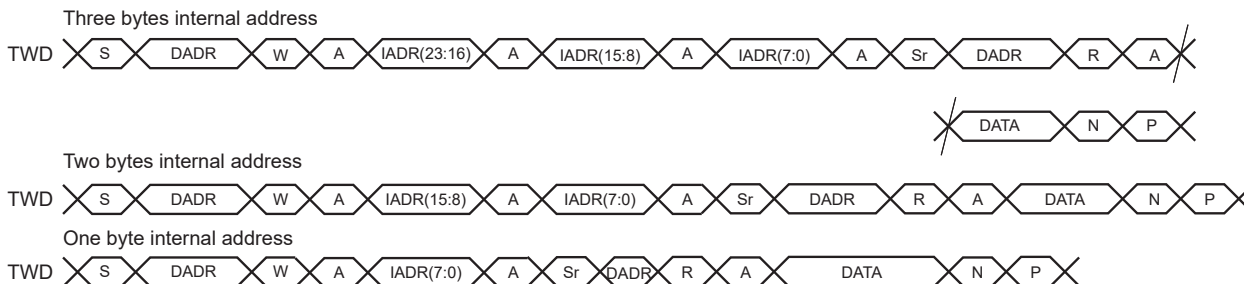 Three bytes internal address
TWD S DADR W A IADR(23:16) A IADR(15:8) A IADR(7:0) A Sr DADR R A
DATA N P
Two bytes internal address
TWD S DADR W A IADR(15:8) A IADR(7:0) A Sr DADR R A DATA N P
One byte internal address
TWD S DADR W A IADR(7:0) A Sr DADR R A DATA N P